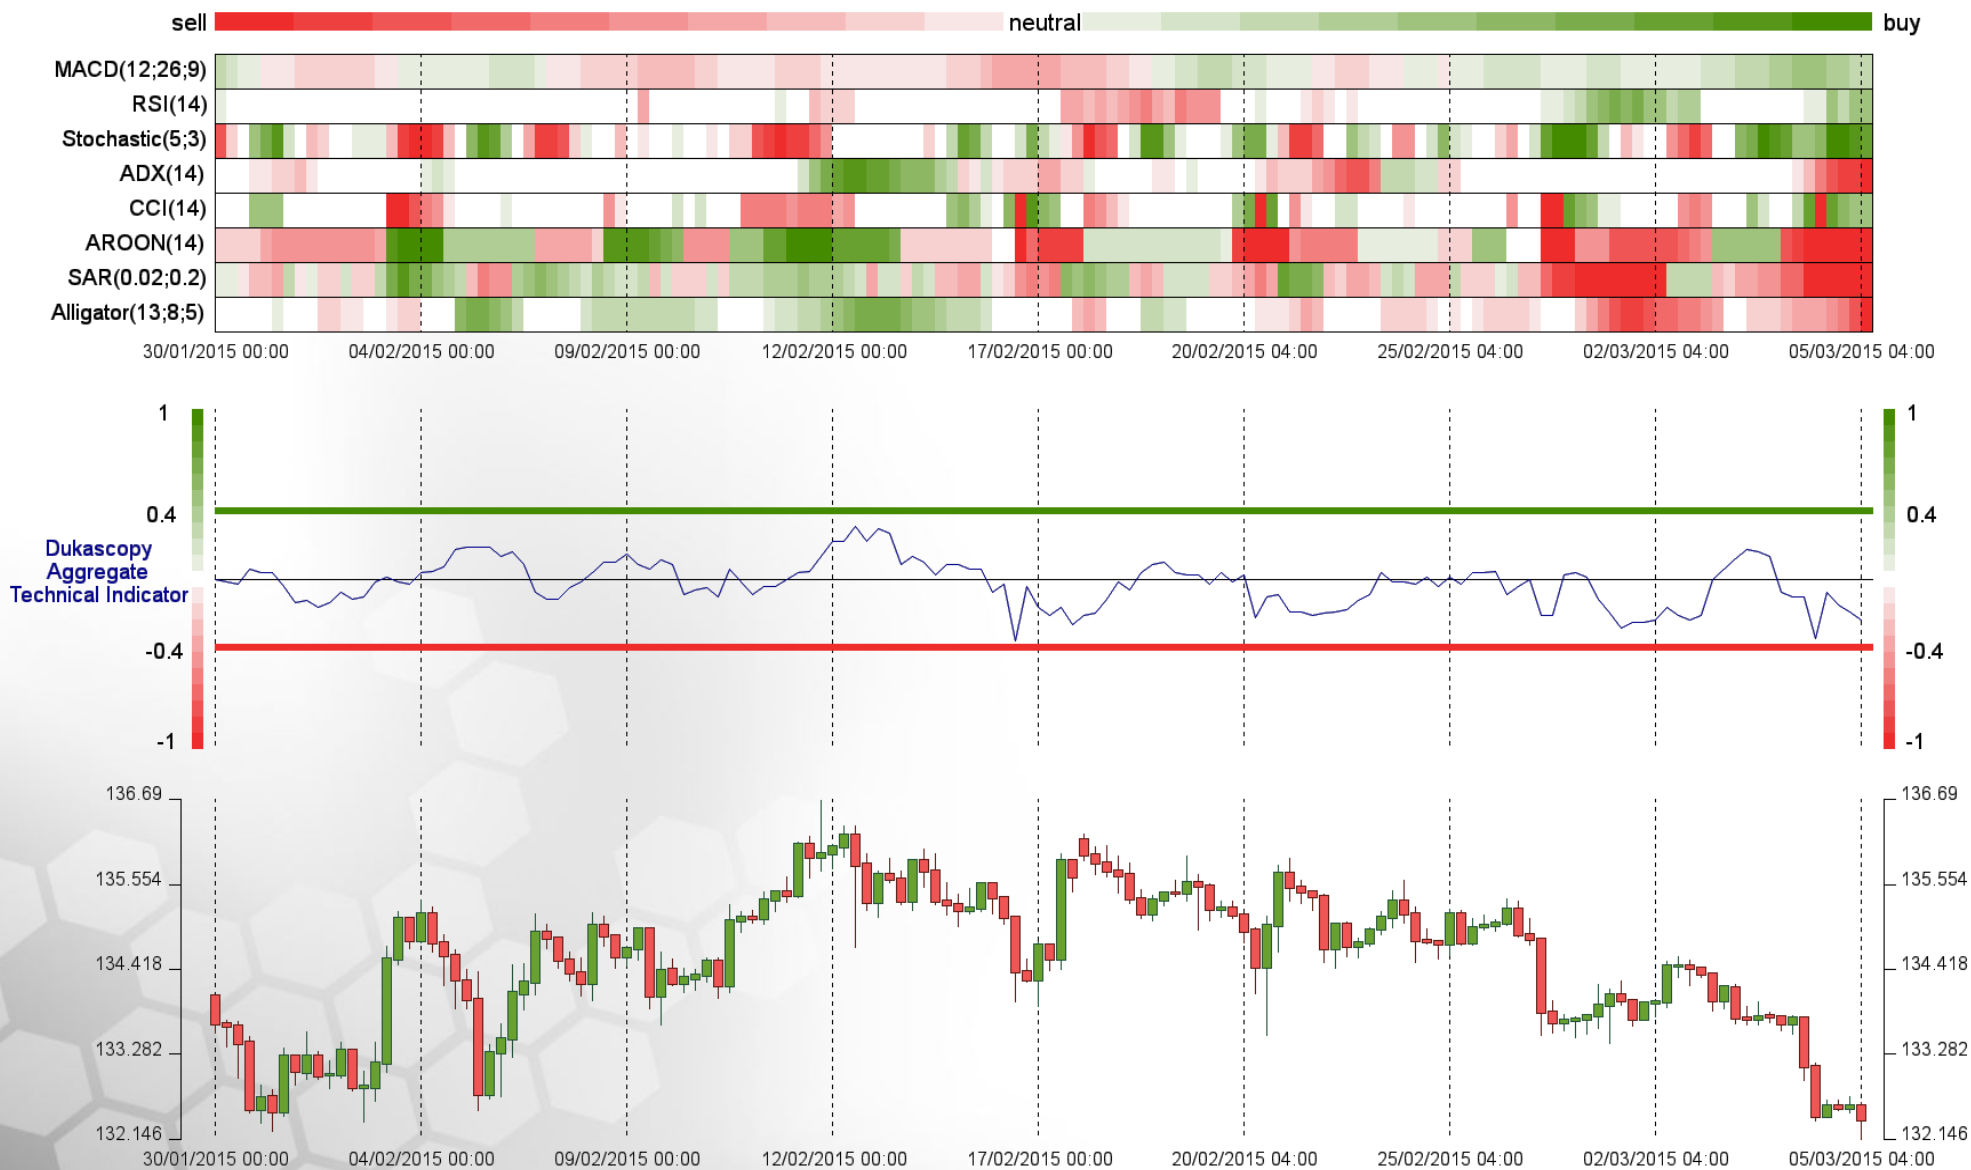 sell neutral buy
MACD(12;26;9)
RSI(14)
Stochastic(5;3)
ADX(14)
CCI(14)
AROON(14)
SAR(0.02;0.2)
Alligator(13;8;5)
30/01/2015 00:00 04/02/2015 00:00 09/02/2015 00:00 12/02/2015 00:00 17/02/2015 00:00 20/02/2015 04:00 25/02/2015 04:00 02/03/2015 04:00 05/03/2015 04:00
1 1
0.4 0.4
Dukascopy
Aggregate
Technical Indicator
-0.4 -0.4
-1 -1
136.69 136.69
135.554 135.554
134.418 134.418
133.282 133.282
132.146 132.146
30/01/2015 00:00 04/02/2015 00:00 09/02/2015 00:00 12/02/2015 00:00 17/02/2015 00:00 20/02/2015 04:00 25/02/2015 04:00 02/03/2015 04:00 05/03/2015 04:00